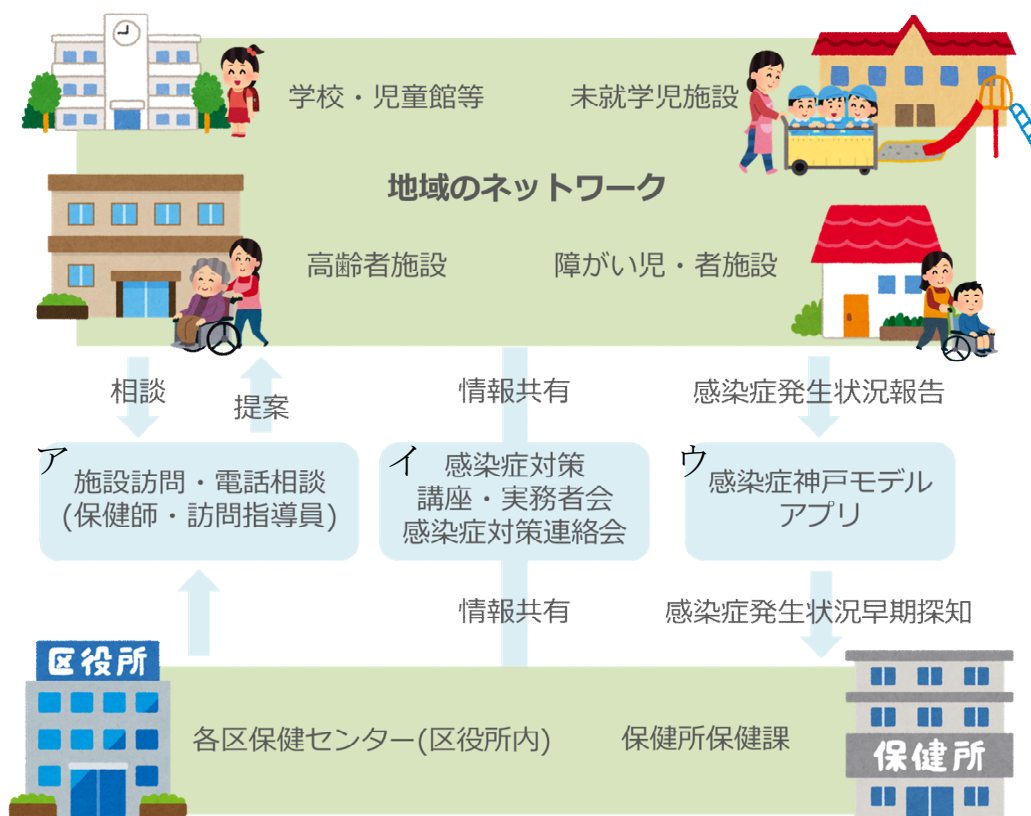 学校・児童館等
未就学児施設
地域のネットワーク
高齢者施設
障がい児・者施設
相談
提案
情報共有
感染症発生状況報告
ア
施設訪問・電話相談
(保健師・訪問指導員)
イ
感染症対策
講座・実務者会
感染症対策連絡会
ウ
感染症神戸モデル
アプリ
情報共有
感染症発生状況早期探知
区役所
各区保健センター(区役所内)
保健所保健課
保健所